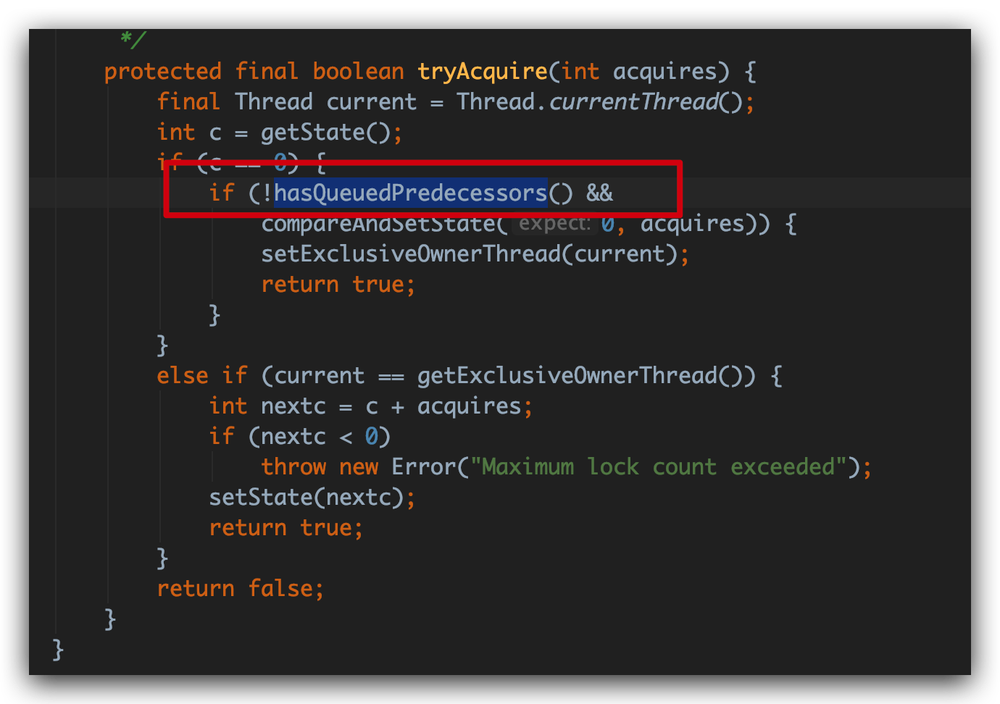 */
protected final boolean tryAcquire(int acquires) {
final Thread current = Thread.currentThread();
int c = getState();
if (c == 0) {
if (!hasQueuedPredecessors() &&
compareAndSetState( expect: 0, acquires)) {
setExclusiveOwnerThread(current);
return true;
}
}
else if (current == getExclusiveOwnerThread()) {
int nextc = c + acquires;
if (nextc < 0)
throw new Error("Maximum lock count exceeded");
setState(nextc);
return true;
}
return false;
}
}